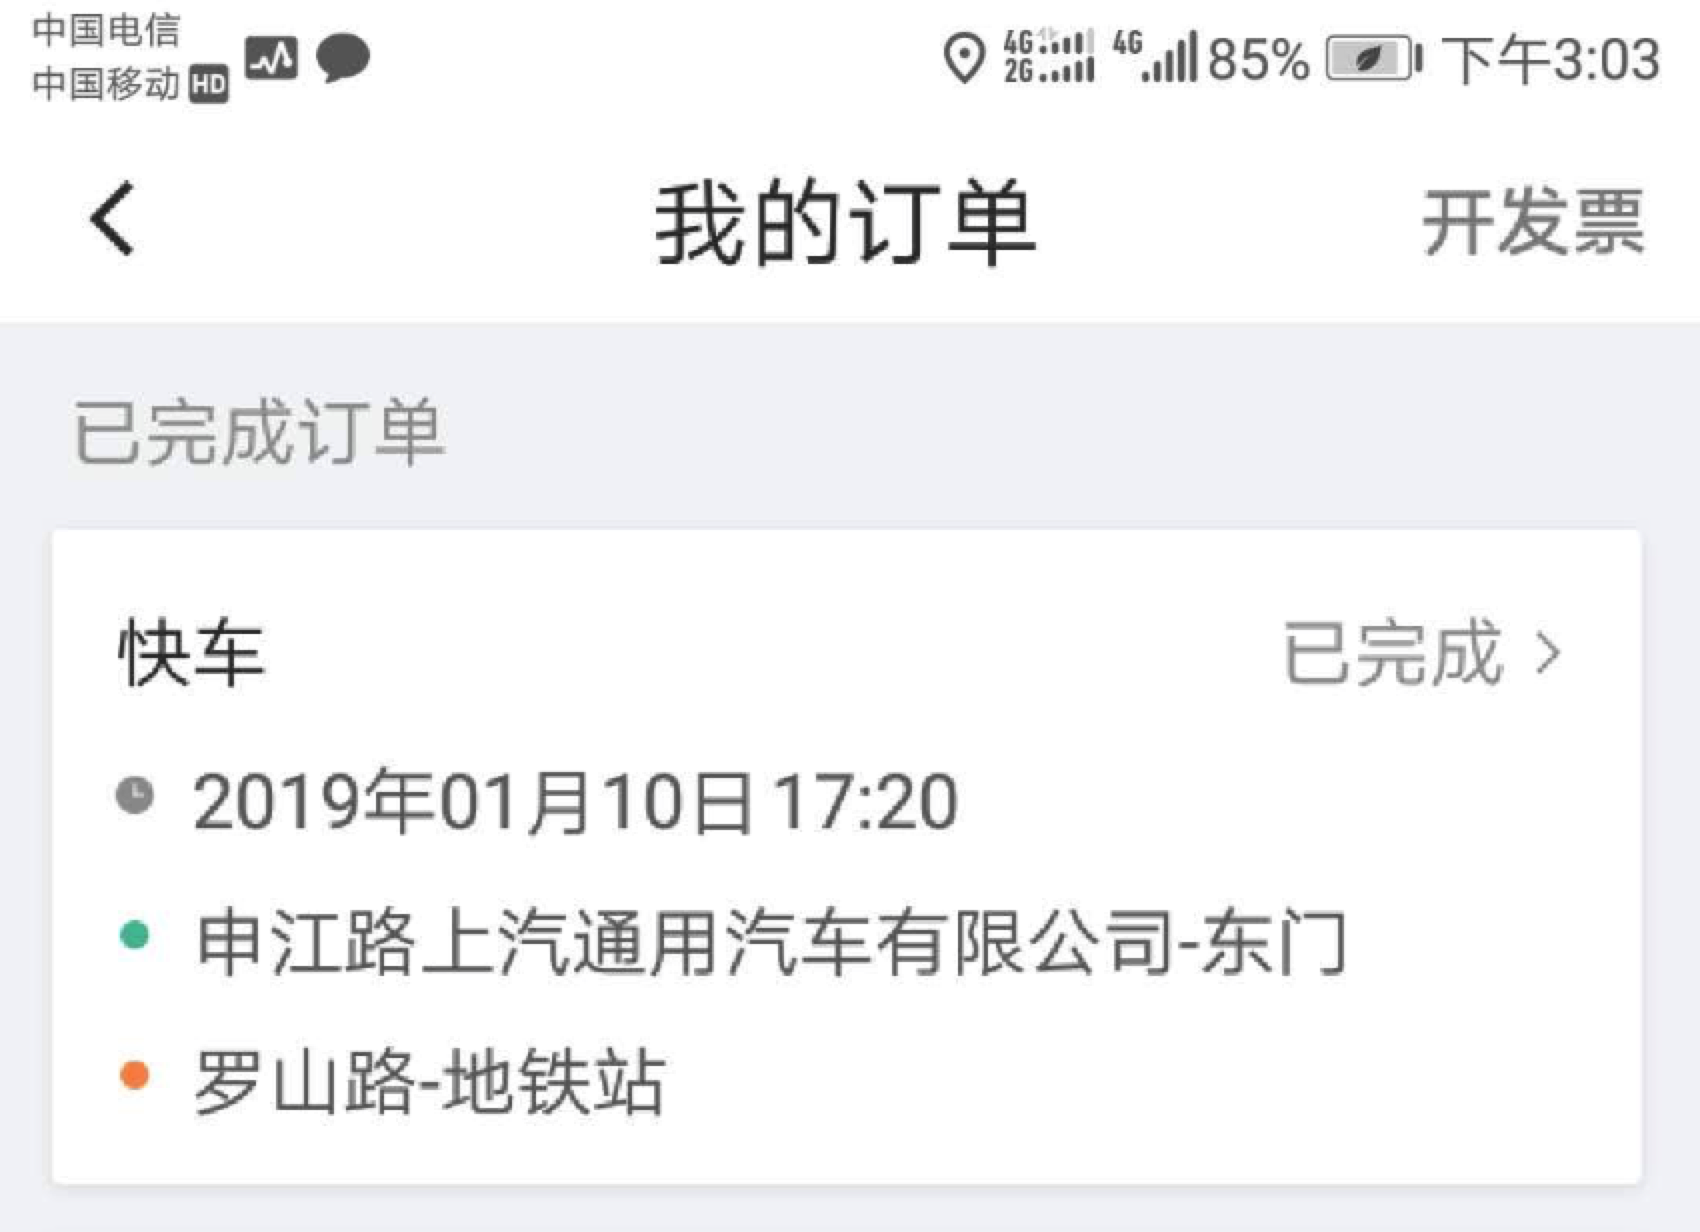 中国电信
中国移动 HD
4G 2G 4G 85% 下午3:03
我的订单
开发票
已完成订单
快车
已完成
2019年01月10日 17:20
申江路上汽通用汽车有限公司-东门
罗山路-地铁站